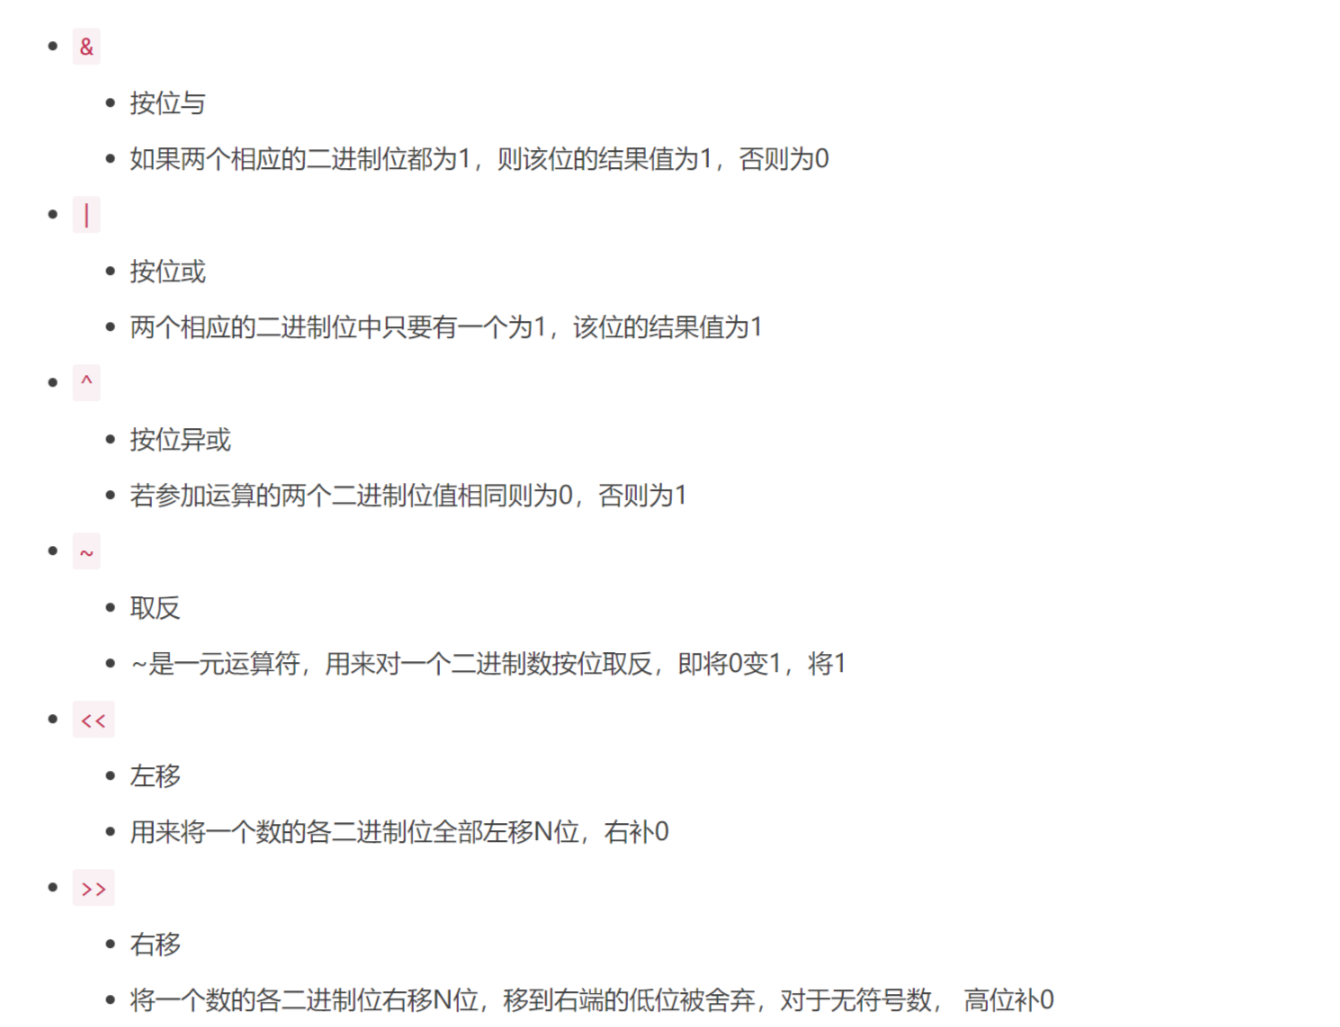 &
按位与
如果两个相应的二进制位都为1，则该位的结果值为1，否则为0
|
按位或
两个相应的二进制位中只要有一个为1，该位的结果值为1
^
按位异或
若参加运算的两个二进制位值相同则为0，否则为1
~
取反
~是一元运算符，用来对一个二进制数按位取反，即将0变1，将1
<<
左移
用来将一个数的各二进制位全部左移N位，右补0
>>
右移
将一个数的各二进制位右移N位，移到右端的低位被舍弃，对于无符号数， 高位补0